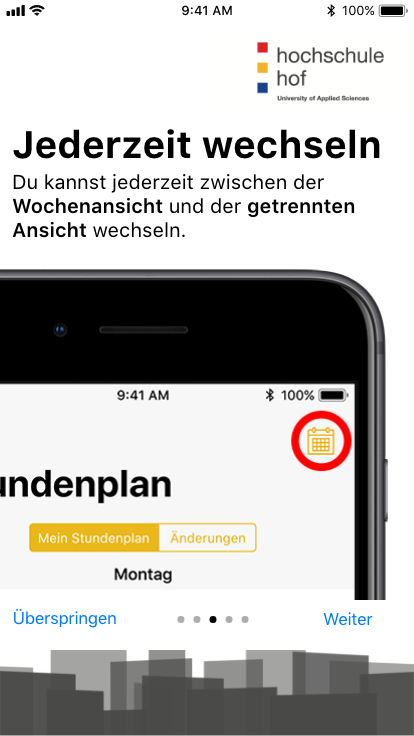 9:41 AM 100%
hochschule
hof
University of Applied Sciences
Jederzeit wechseln
Du kannst jederzeit zwischen der
Wochenansicht und der getrennten
Ansicht wechseln.
9:41 AM 100%
undenplan
Mein Stundenplan Änderungen
Montag
Überspringen Weiter